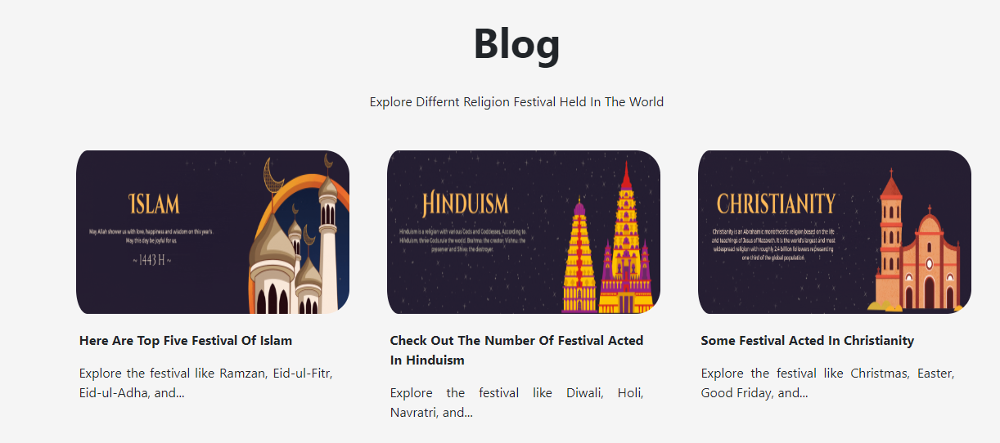 Blog
Explore Differnt Religion Festival Held In The World
ISLAM
May Allah shower us with love, happiness and wisdom on this year's.
May this day be joyful for us.
~ 1443 H ~
HINDUISM
Hinduism is a religion with various Gods and Goddesses, According to
Hinduism, three Gods rule the world. Brahma: the creator; Vishnu: the
preserver and Shiva: the destroyer.
CHRISTIANITY
Christianity is an Abrahamic monotheistic religion based on the life
and teachings of Jesus of Nazareth. It is the world's largest and most
widespread religion with roughly 2.4 billion followers representing
one-third of the global population.
Here Are Top Five Festival Of Islam
Explore the festival like Ramzan, Eid-ul-Fitr,
Eid-ul-Adha, and...
Check Out The Number Of Festival Acted
In Hinduism
Explore the festival like Diwali, Holi,
Navratri, and...
Some Festival Acted In Christianity
Explore the festival like Christmas, Easter,
Good Friday, and...